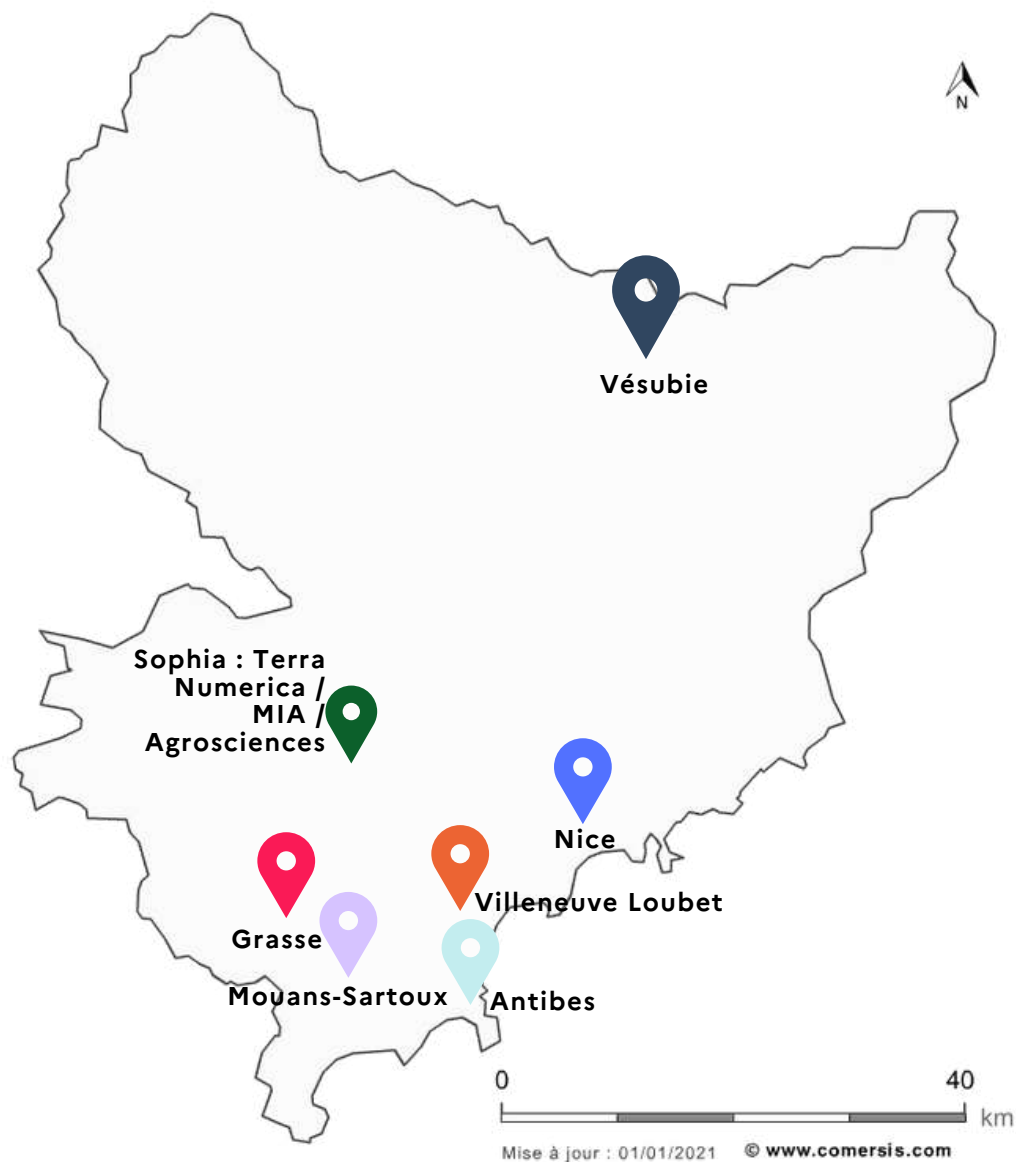 N
Vésubie
Sophia : Terra
Numerica /
MIA /
Agrosciences
Nice
Villeneuve Loubet
Grasse
Mouans-Sartoux
Antibes
0 40
km
Mise à jour : 01/01/2021 © www.comersis.com